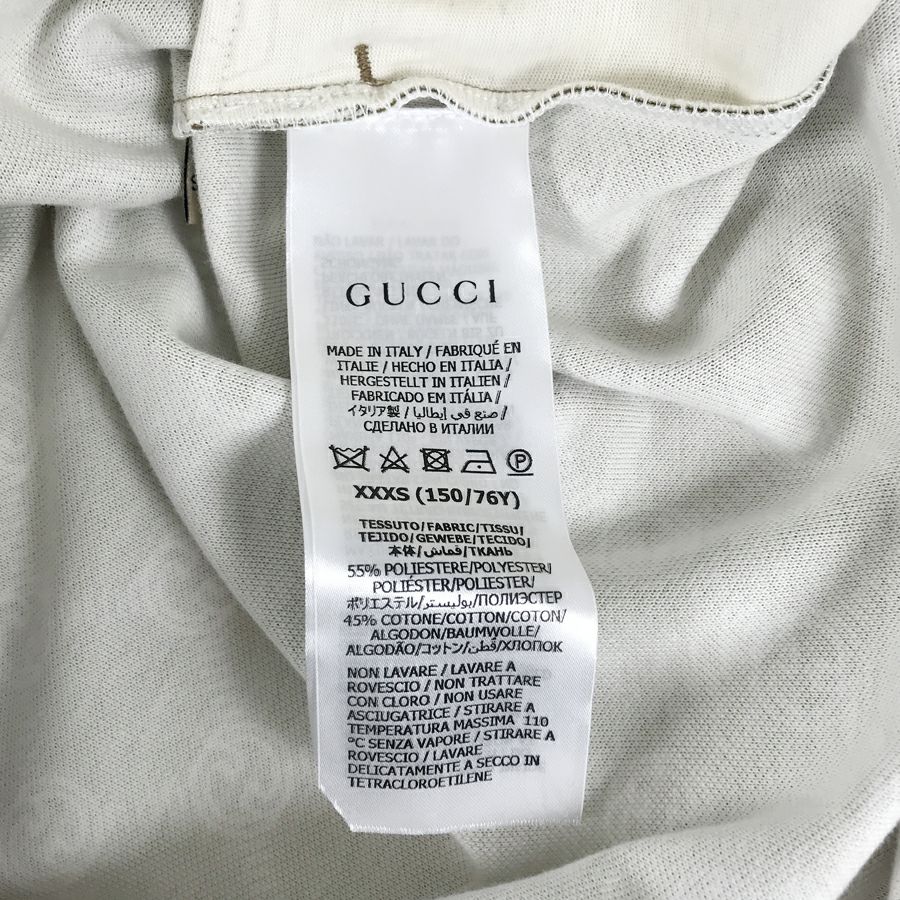 GUCCI
MADE IN ITALY / FABRIQUÉ EN
ITALIE / HECHO EN ITALIA /
HERGESTELLT IN ITALIEN /
FABRICADO EM ITÁLIA /
イタリア製 / صنع في إيطاليا /
СДЕЛАНО В ИТАЛИИ
XXXS (150/76Y)
TESSUTO/FABRIC/TISSU/
TEJIDO/GEWEBE/TECIDO/
本体/قماش/ТКАНЬ
55% POLIESTERE/POLYESTER/
POLIÉSTER/POLIESTER/
ポリエステル/بوليستر/ПОЛИЭСТЕР
45% COTONE/COTTON/COTON/
ALGODON/BAUMWOLLE/
ALGODÃO/コットン/قطن/ХЛОПОК
NON LAVARE / LAVARE A
ROVESCIO / NON TRATTARE
CON CLORO / NON USARE
ASCIUGATRICE / STIRARE A
TEMPERATURA MASSIMA 110
°C SENZA VAPORE / STIRARE A
ROVESCIO / LAVARE
DELICATAMENTE A SECCO IN
TETRACLOROETILENE